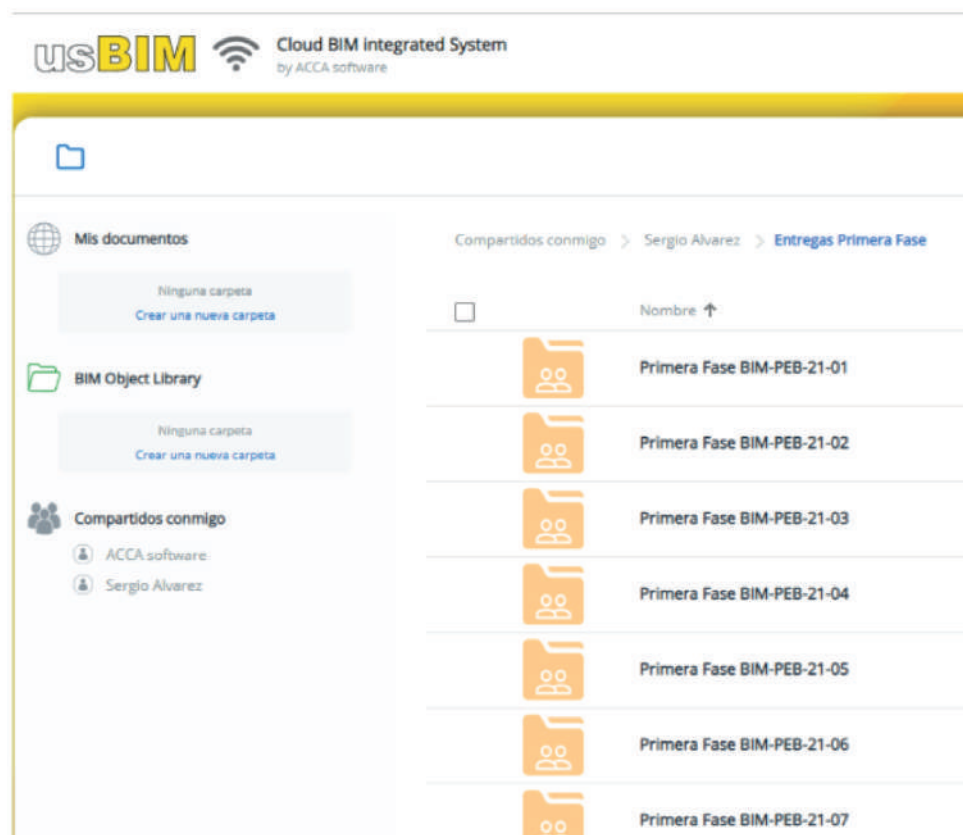 usBIM
Cloud BIM integrated System
by ACCA software
Mis documentos
Ninguna carpeta
Crear una nueva carpeta
BIM Object Library
Ninguna carpeta
Crear una nueva carpeta
Compartidos conmigo
ACCA software
Sergio Alvarez
Compartidos conmigo > Sergio Alvarez > Entregas Primera Fase
Nombre ↑
Primera Fase BIM-PEB-21-01
Primera Fase BIM-PEB-21-02
Primera Fase BIM-PEB-21-03
Primera Fase BIM-PEB-21-04
Primera Fase BIM-PEB-21-05
Primera Fase BIM-PEB-21-06
Primera Fase BIM-PEB-21-07